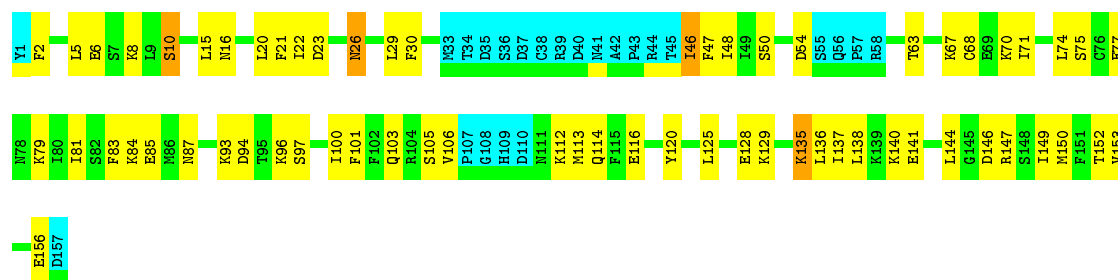 Y1 F2 L5 E6 S7 K8 L9 S10 L15 N16 L20 F21 I22 D23 N26 L29 F30 M33 T34 D35 S36 D37 C38 R39 D40 N41 A42 P43 R44 T45 I46 F47 I48 I49 S50 D54 S55 Q56 P57 R58 T63 K67 C68 E69 K70 I71 L74 S75 C76 E77
N78 K79 I80 I81 S82 F83 K84 E85 M86 N87 K93 D94 T95 K96 S97 I100 F101 F102 Q103 R104 S105 V106 P107 G108 H109 D110 N111 K112 M113 Q114 F115 E116 Y120 L125 E128 K129 K135 L136 I137 L138 K139 K140 E141 L144 G145 D146 R147 S148 I149 M150 F151 T152 V153
E156 D157